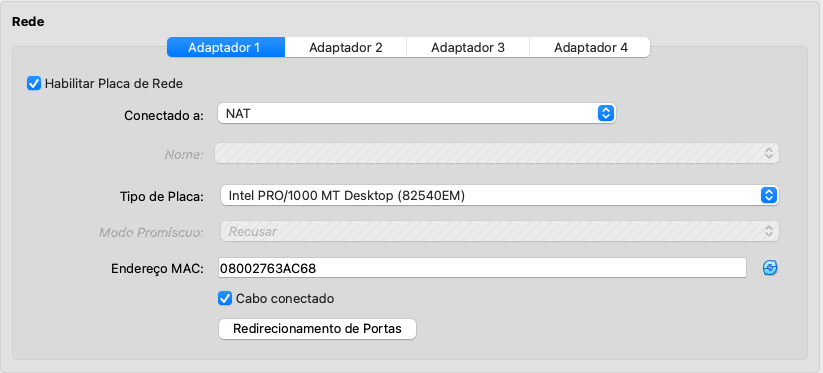 Rede
Adaptador 1 Adaptador 2 Adaptador 3 Adaptador 4
Habilitar Placa de Rede
Conectado a: NAT
Nome:
Tipo de Placa: Intel PRO/1000 MT Desktop (82540EM)
Modo Promíscuo: Recusar
Endereço MAC: 08002763AC68
Cabo conectado
Redirecionamento de Portas